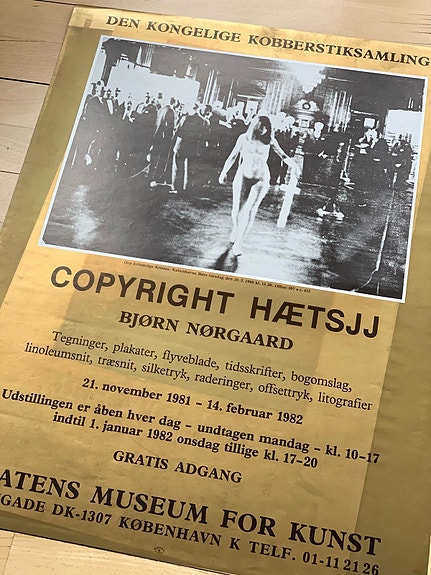 DEN KONGELIGE KOBBERSTIKSAMLING
COPYRIGHT HÆTSJJ
BJØRN NØRGAARD
Tegninger, plakater, flyveblade, tidsskrifter, bogomslag,
linoleumsnit, træsnit, silketryk, raderinger, offsettryk, litografier
21. november 1981 – 14. februar 1982
Udstillingen er åben hver dag – undtagen mandag – kl. 10–17
indtil 1. januar 1982 onsdag tillige kl. 17–20
GRATIS ADGANG
ATENS MUSEUM FOR KUNST
GADE DK-1307 KØBENHAVN K TELF. 01-11 21 26